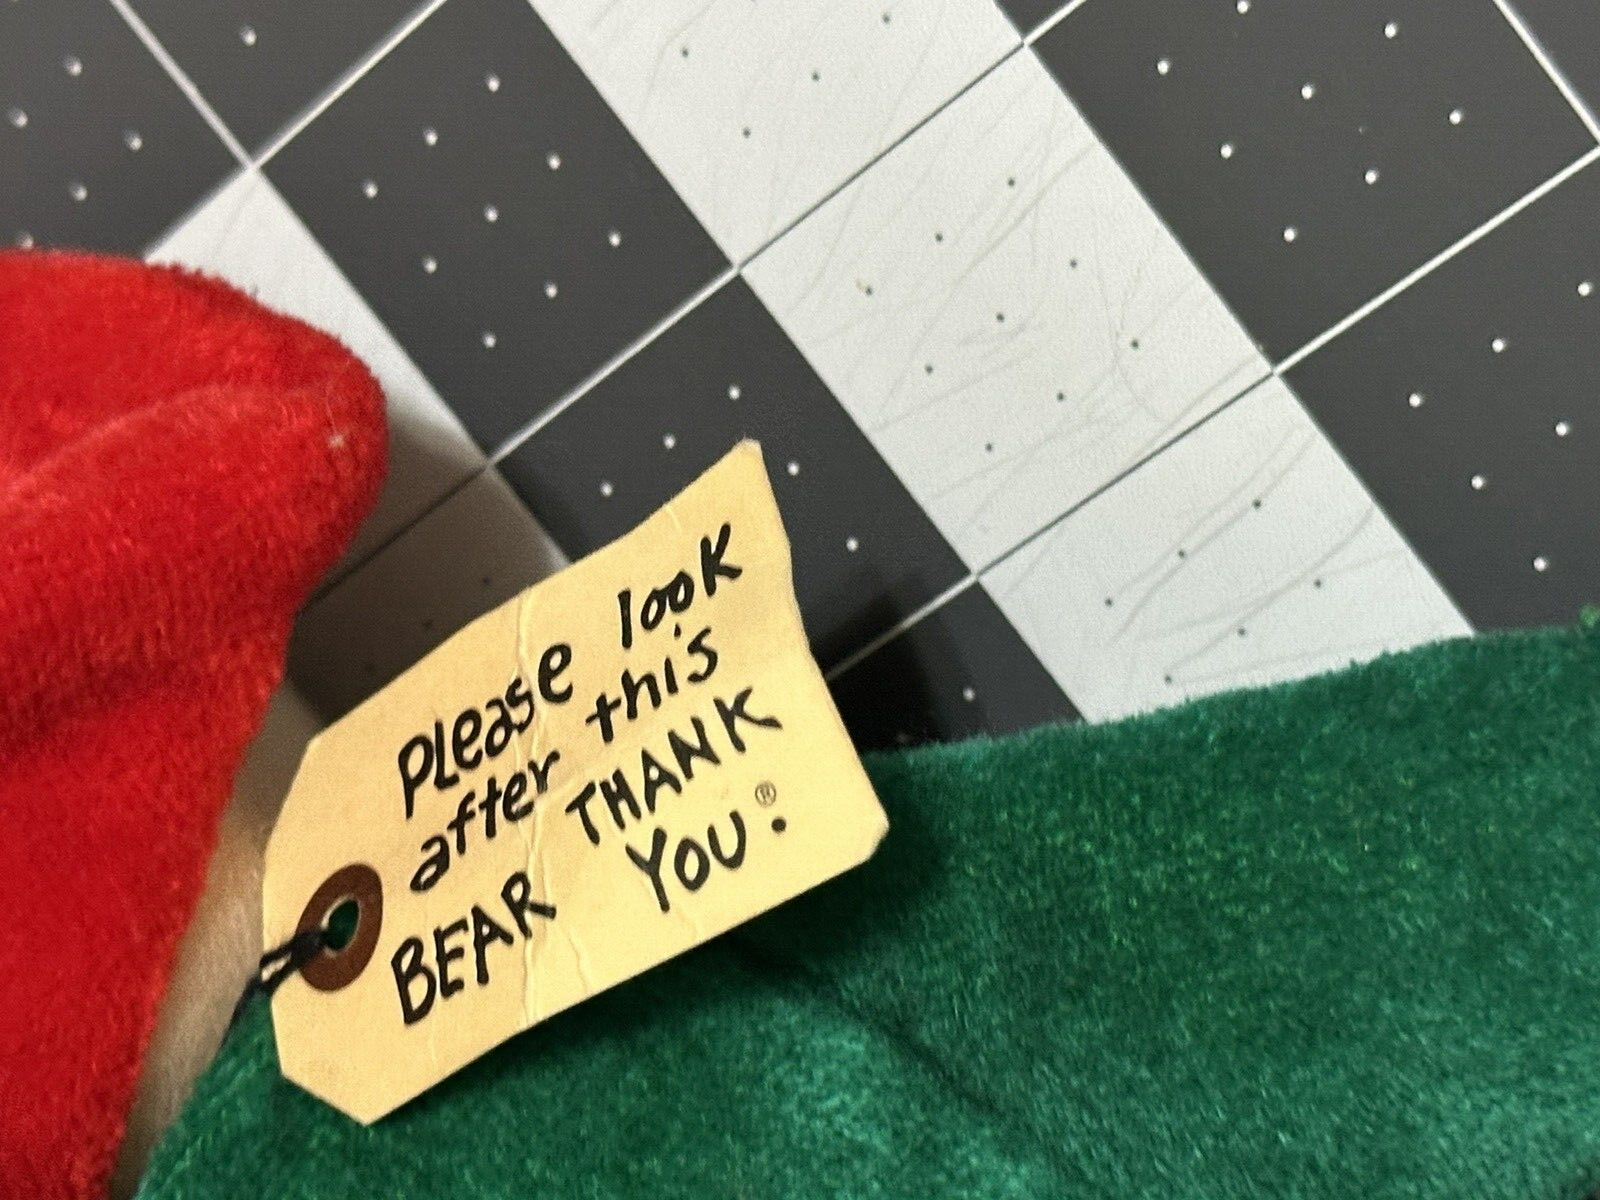 PLease look
after this
BEAR THANK
YOU.®